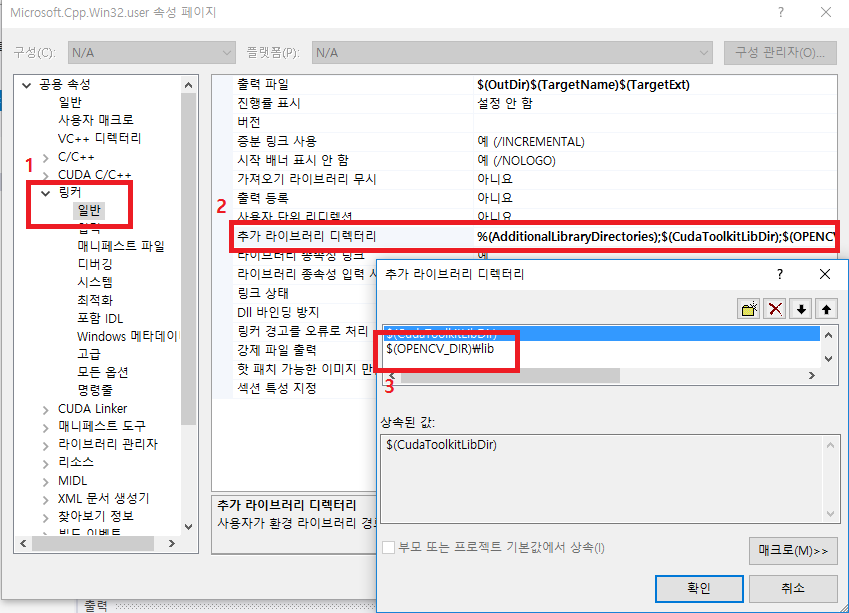 Microsoft.Cpp.Win32.user 속성 페이지
?
구성(C):
N/A
플랫폼(P):
N/A
구성 관리자(O)...
공용 속성
일반
사용자 매크로
VC++ 디렉터리
C/C++
CUDA C/C++
1
링커
일반
입력
매니페스트 파일
디버깅
시스템
최적화
포함 IDL
Windows 메타데이
고급
모든 옵션
명령줄
CUDA Linker
매니페스트 도구
라이브러리 관리자
리소스
MIDL
XML 문서 생성기
찾아보기 정보
빌드 이벤트
출력 파일
$(OutDir)$(TargetName)$(TargetExt)
진행률 표시
설정 안 함
버전
증분 링크 사용
예 (/INCREMENTAL)
시작 배너 표시 안 함
예 (/NOLOGO)
가져오기 라이브러리 무시
아니요
출력 등록
아니요
2
사용자 단위 리디렉션
아니요
추가 라이브러리 디렉터리
%(AdditionalLibraryDirectories);$(CudaToolkitLibDir);$(OPENCV
라이브러리 종속성 링크
예
라이브러리 종속성 입력 사
링크 상태
Dll 바인딩 방지
링커 경고를 오류로 처리
강제 파일 출력
핫 패치 가능한 이미지 만
섹션 특성 지정
추가 라이브러리 디렉터리
사용자가 환경 라이브러리 경로
추가 라이브러리 디렉터리
?
$(CudaToolkitLibDir)
$(OPENCV_DIR)₩lib
3
상속된 값:
$(CudaToolkitLibDir)
부모 또는 프로젝트 기본값에서 상속(I)
매크로(M)>>
확인
취소
출력